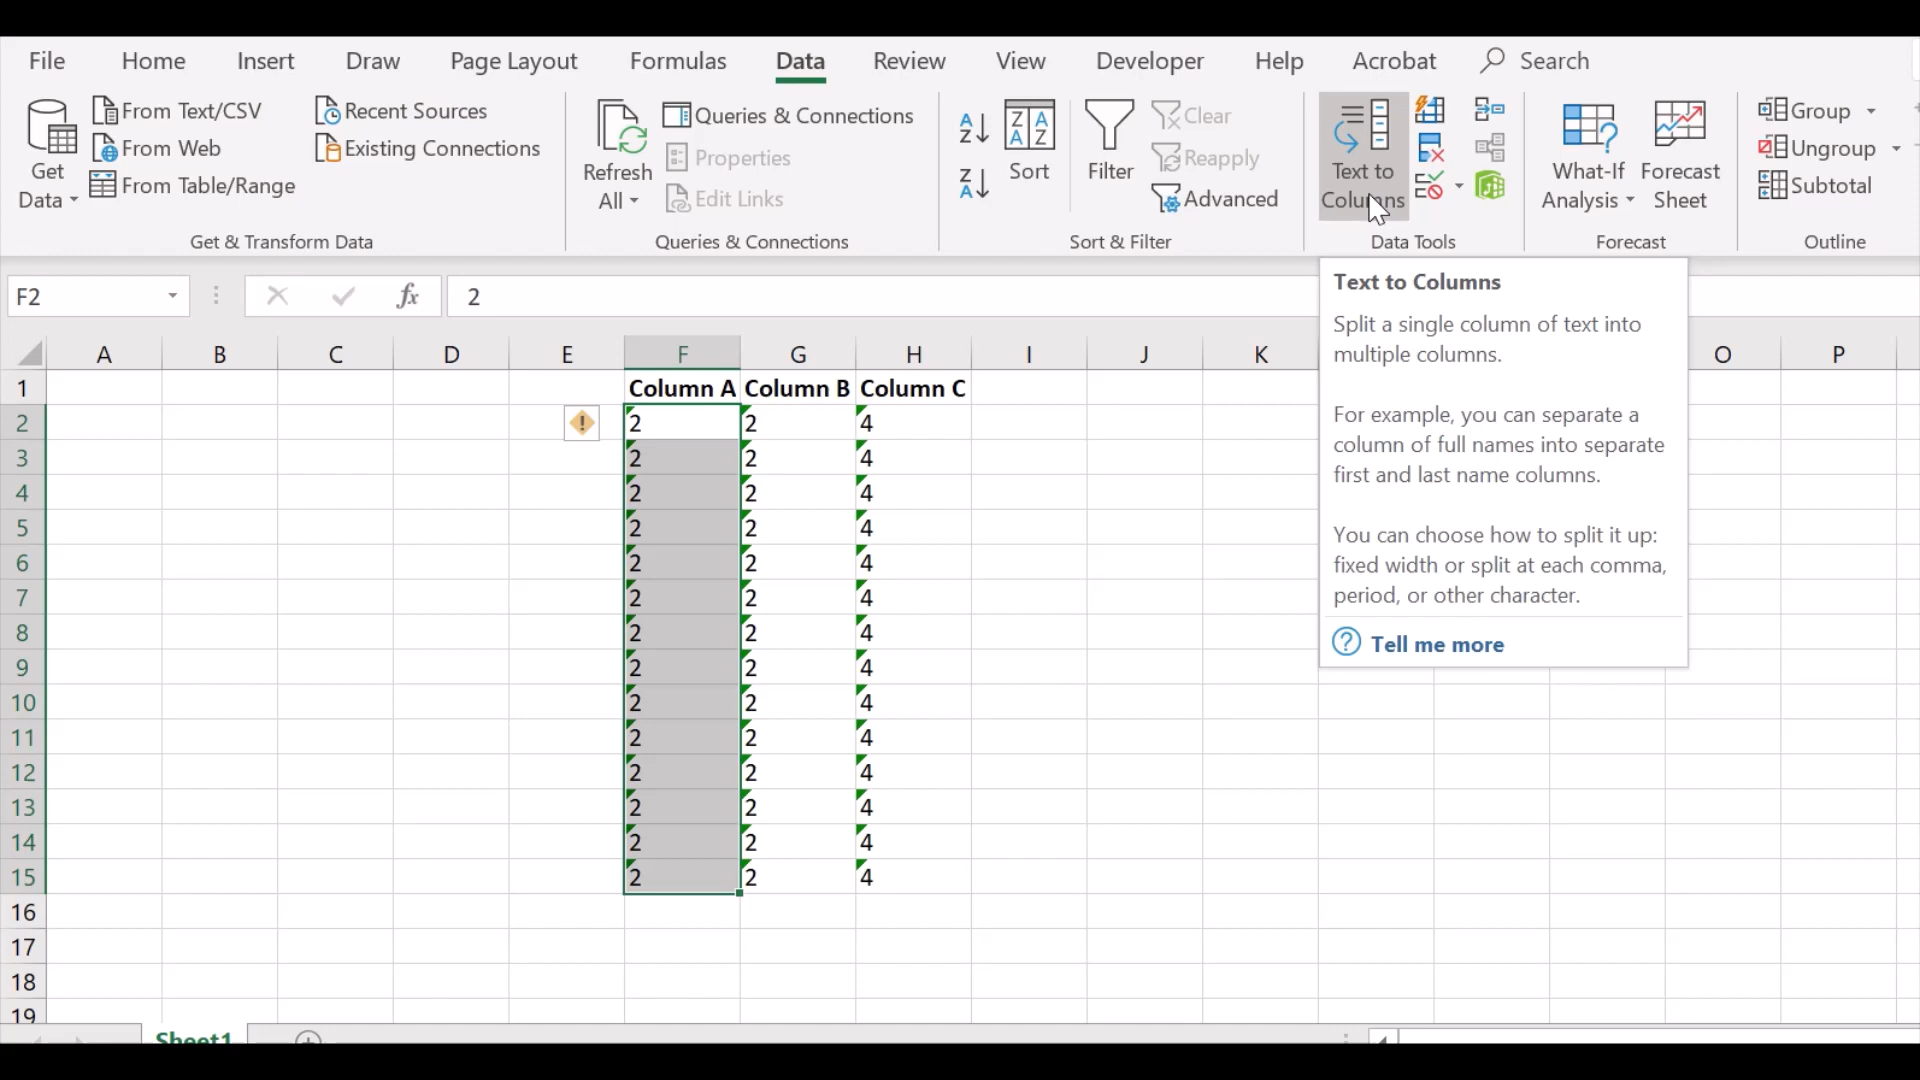 File Home Insert Draw Page Layout Formulas Data Review View Developer Help Acrobat Search
Get Data
From Text/CSV
From Web
From Table/Range
Recent Sources
Existing Connections
Get & Transform Data
Refresh All
Queries & Connections
Properties
Edit Links
Queries & Connections
Sort
Filter
Clear
Reapply
Advanced
Sort & Filter
Text to Columns
Data Tools
What-If Analysis
Forecast Sheet
Forecast
Group
Ungroup
Subtotal
Outline
F2 fx 2
A B C D E F G H I J K O P
1 Column A Column B Column C
2 2 2 4
3 2 2 4
4 2 2 4
5 2 2 4
6 2 2 4
7 2 2 4
8 2 2 4
9 2 2 4
10 2 2 4
11 2 2 4
12 2 2 4
13 2 2 4
14 2 2 4
15 2 2 4
16
17
18
19
Text to Columns
Split a single column of text into
multiple columns.
For example, you can separate a
column of full names into separate
first and last name columns.
You can choose how to split it up:
fixed width or split at each comma,
period, or other character.
Tell me more
Sheet1